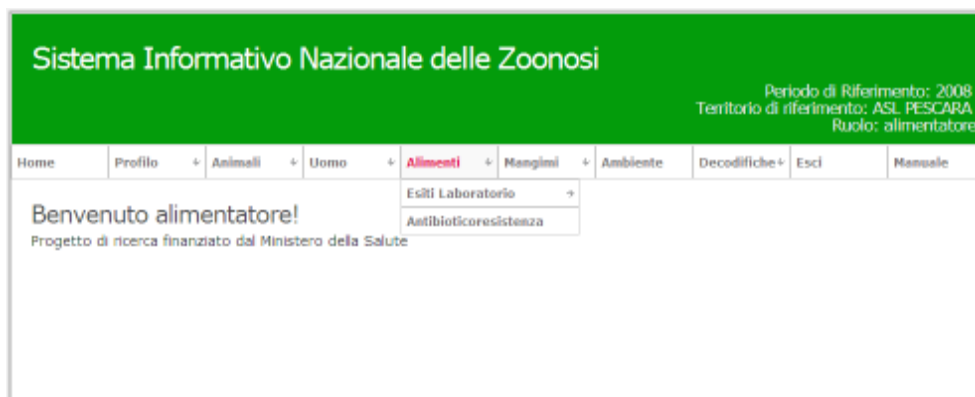 Sistema Informativo Nazionale delle Zoonosi
Periodo di Riferimento: 2008
Territorio di riferimento: ASL PESCARA
Ruolo: alimentatore
Home Profilo Animali Uomo Alimenti Mangimi Ambiente Decodifiche Esci Manuale
Esiti Laboratorio
Antibioticoresistenza
Benvenuto alimentatore!
Progetto di ricerca finanziato dal Ministero della Salute